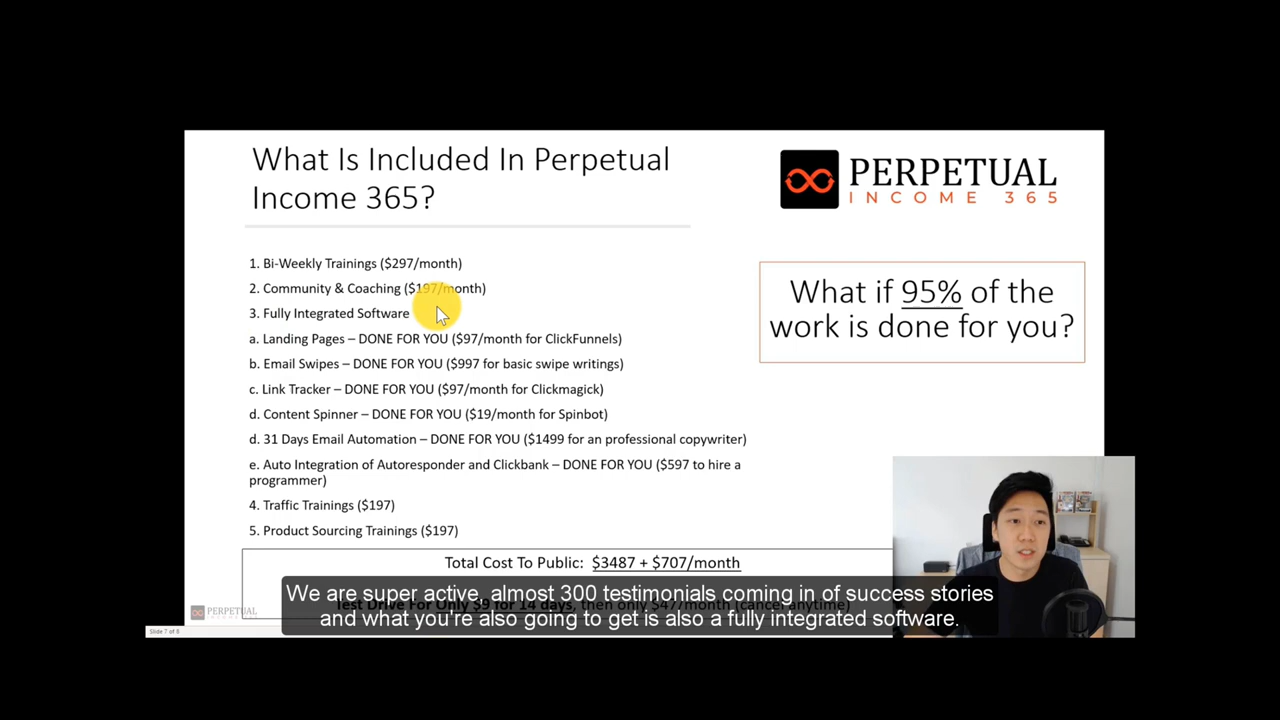 What Is Included In Perpetual
Income 365?
PERPETUAL
INCOME 365
1. Bi-Weekly Trainings ($297/month)
2. Community & Coaching ($197/month)
3. Fully Integrated Software
a. Landing Pages – DONE FOR YOU ($97/month for ClickFunnels)
b. Email Swipes – DONE FOR YOU ($997 for basic swipe writings)
c. Link Tracker – DONE FOR YOU ($97/month for Clickmagick)
d. Content Spinner – DONE FOR YOU ($19/month for Spinbot)
d. 31 Days Email Automation – DONE FOR YOU ($1499 for an professional copywriter)
e. Auto Integration of Autoresponder and Clickbank – DONE FOR YOU ($597 to hire a
programmer)
4. Traffic Trainings ($197)
5. Product Sourcing Trainings ($197)
What if 95% of the
work is done for you?
Total Cost To Public: $3487 + $707/month
Test Drive For Only $9 for 14 days, then only $47/month (cancel anytime)
We are super active, almost 300 testimonials coming in of success stories
and what you're also going to get is also a fully integrated software.
PERPETUAL
Slide 7 of 8